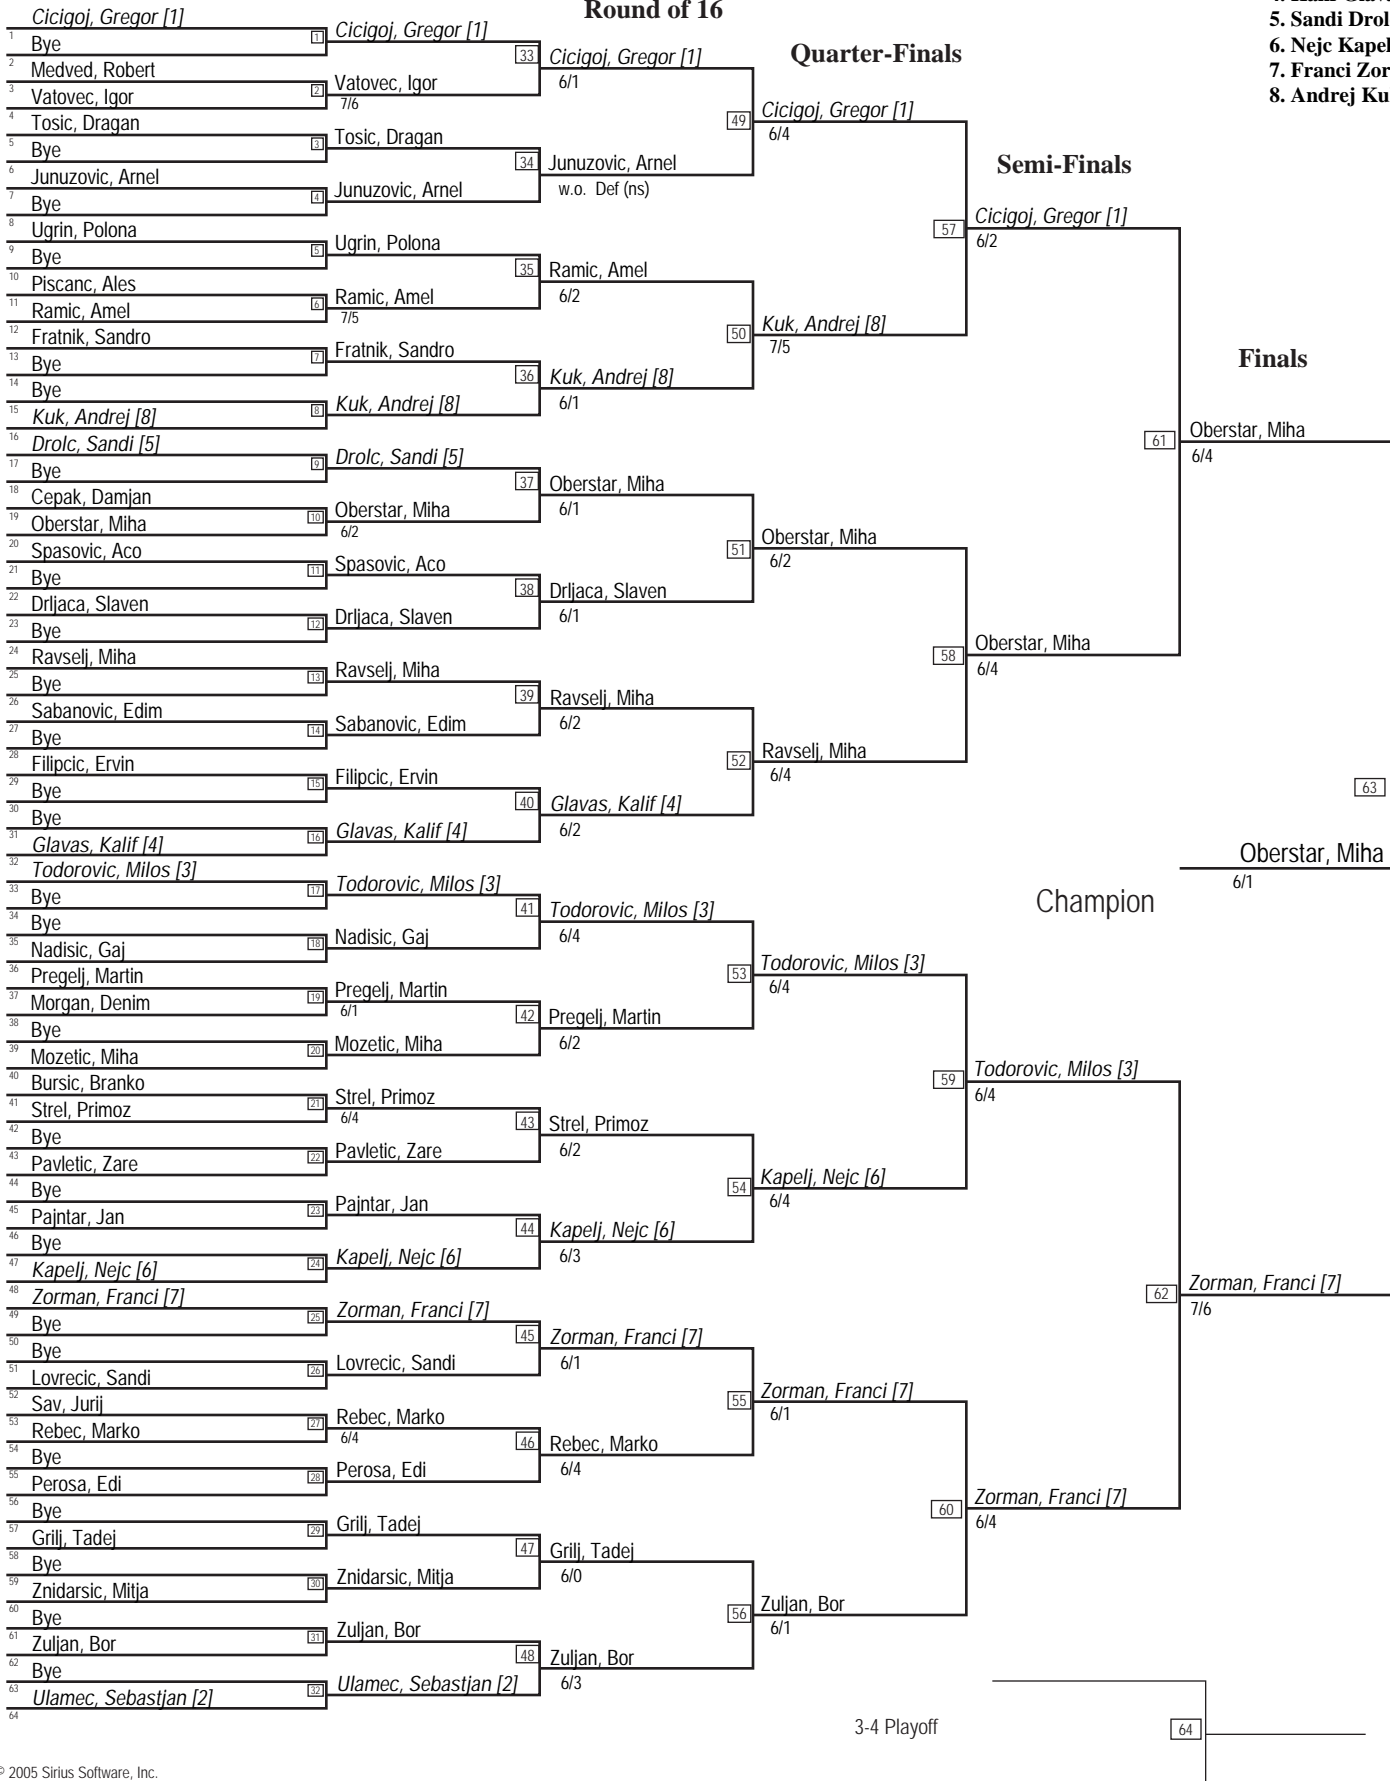 Round of 16
Quarter-Finals
Semi-Finals
Finals
5. Sandi Drol
6. Nejc Kapel
7. Franci Zor
8. Andrej Ku
Cicigoj, Gregor [1]
1
Bye
2
Medved, Robert
3
Vatovec, Igor
4
Tosic, Dragan
5
Bye
6
Junuzovic, Arnel
7
Bye
8
Ugrin, Polona
9
Bye
10
Piscanc, Ales
11
Ramic, Amel
12
Fratnik, Sandro
13
Bye
14
Bye
15
Kuk, Andrej [8]
16
Drolc, Sandi [5]
17
Bye
18
Cepak, Damjan
19
Oberstar, Miha
20
Spasovic, Aco
21
Bye
22
Drljaca, Slaven
23
Bye
24
Ravselj, Miha
25
Bye
26
Sabanovic, Edim
27
Bye
28
Filipcic, Ervin
29
Bye
30
Bye
31
Glavas, Kalif [4]
32
Todorovic, Milos [3]
33
Bye
34
Bye
35
Nadisic, Gaj
36
Pregelj, Martin
37
Morgan, Denim
38
Bye
39
Mozetic, Miha
40
Bursic, Branko
41
Strel, Primoz
42
Bye
43
Pavletic, Zare
44
Bye
45
Pajntar, Jan
46
Bye
47
Kapelj, Nejc [6]
48
Zorman, Franci [7]
49
Bye
50
Bye
51
Lovrecic, Sandi
52
Sav, Jurij
53
Rebec, Marko
54
Bye
55
Perosa, Edi
56
Bye
57
Grilj, Tadej
58
Bye
59
Znidarsic, Mitja
60
Bye
61
Zuljan, Bor
62
Bye
63
Ulamec, Sebastjan [2]
64
1 Cicigoj, Gregor [1]
2 Vatovec, Igor
7/6
3 Tosic, Dragan
4 Junuzovic, Arnel
5 Ugrin, Polona
6 Ramic, Amel
7/5
7 Fratnik, Sandro
8 Kuk, Andrej [8]
9 Drolc, Sandi [5]
10 Oberstar, Miha
6/2
11 Spasovic, Aco
12 Drljaca, Slaven
13 Ravselj, Miha
14 Sabanovic, Edim
15 Filipcic, Ervin
16 Glavas, Kalif [4]
17 Todorovic, Milos [3]
18 Nadisic, Gaj
19 Pregelj, Martin
6/1
20 Mozetic, Miha
21 Strel, Primoz
6/4
22 Pavletic, Zare
23 Pajntar, Jan
24 Kapelj, Nejc [6]
25 Zorman, Franci [7]
26 Lovrecic, Sandi
27 Rebec, Marko
6/4
28 Perosa, Edi
29 Grilj, Tadej
30 Znidarsic, Mitja
31 Zuljan, Bor
32 Ulamec, Sebastjan [2]
33 Cicigoj, Gregor [1]
6/1
34 Junuzovic, Arnel
w.o. Def (ns)
35 Ramic, Amel
6/2
36 Kuk, Andrej [8]
6/1
37 Oberstar, Miha
6/1
38 Drljaca, Slaven
6/1
39 Ravselj, Miha
6/2
40 Glavas, Kalif [4]
6/2
41 Todorovic, Milos [3]
6/4
42 Pregelj, Martin
6/2
43 Strel, Primoz
6/2
44 Kapelj, Nejc [6]
6/3
45 Zorman, Franci [7]
6/1
46 Rebec, Marko
6/4
47 Grilj, Tadej
6/0
48 Zuljan, Bor
6/3
49 Cicigoj, Gregor [1]
6/4
50 Kuk, Andrej [8]
7/5
51 Oberstar, Miha
6/2
52 Ravselj, Miha
6/4
53 Todorovic, Milos [3]
6/4
54 Kapelj, Nejc [6]
6/4
55 Zorman, Franci [7]
6/1
56 Zuljan, Bor
6/1
57 Cicigoj, Gregor [1]
6/2
58 Oberstar, Miha
6/4
59 Todorovic, Milos [3]
6/4
60 Zorman, Franci [7]
6/4
61 Oberstar, Miha
6/4
62 Zorman, Franci [7]
7/6
63
Oberstar, Miha
6/1
Champion
3-4 Playoff
64
© 2005 Sirius Software, Inc.